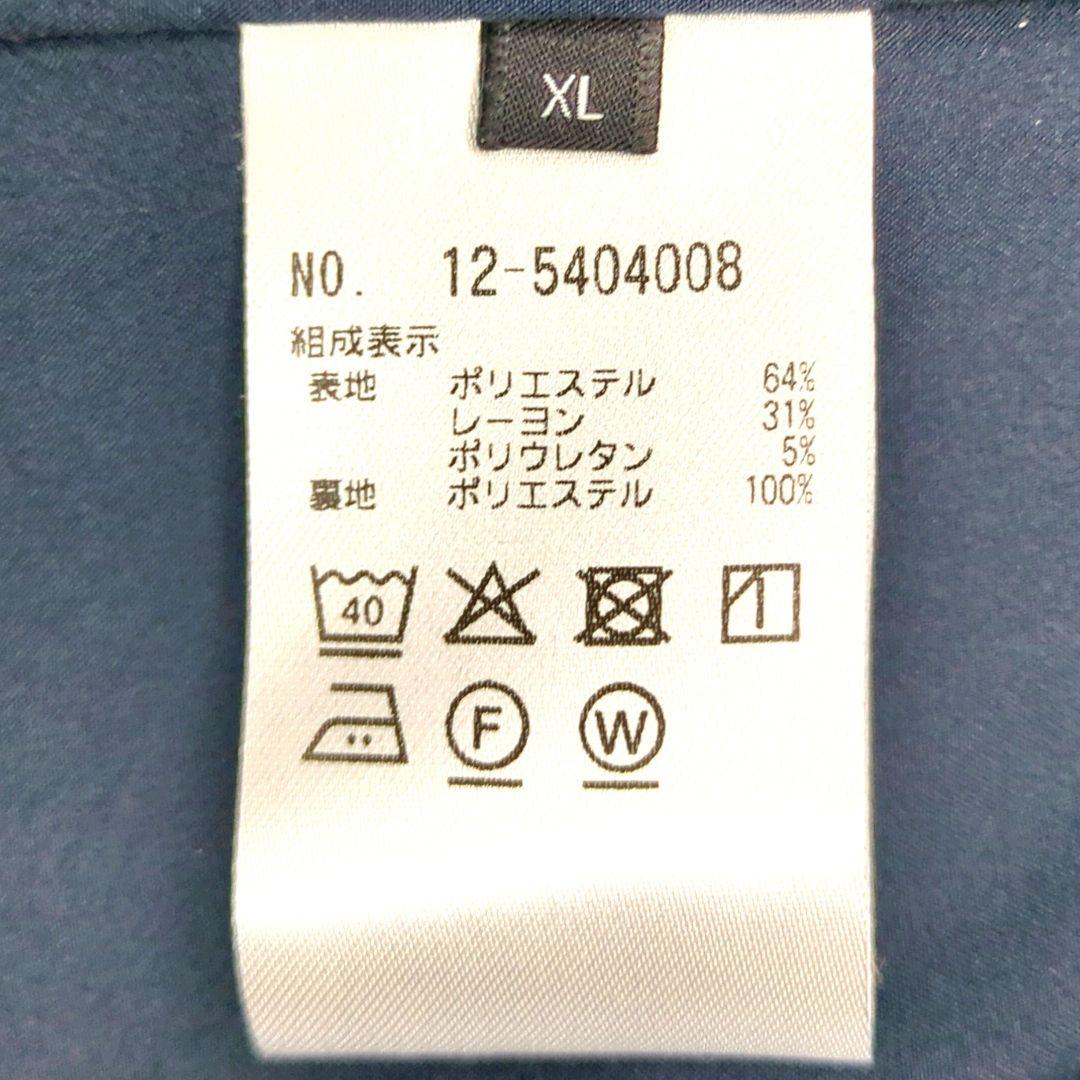 XL
NO. 12-5404008
組成表示
表地 ポリエステル 64%
レーヨン 31%
ポリウレタン 5%
裏地 ポリエステル 100%
40
F W